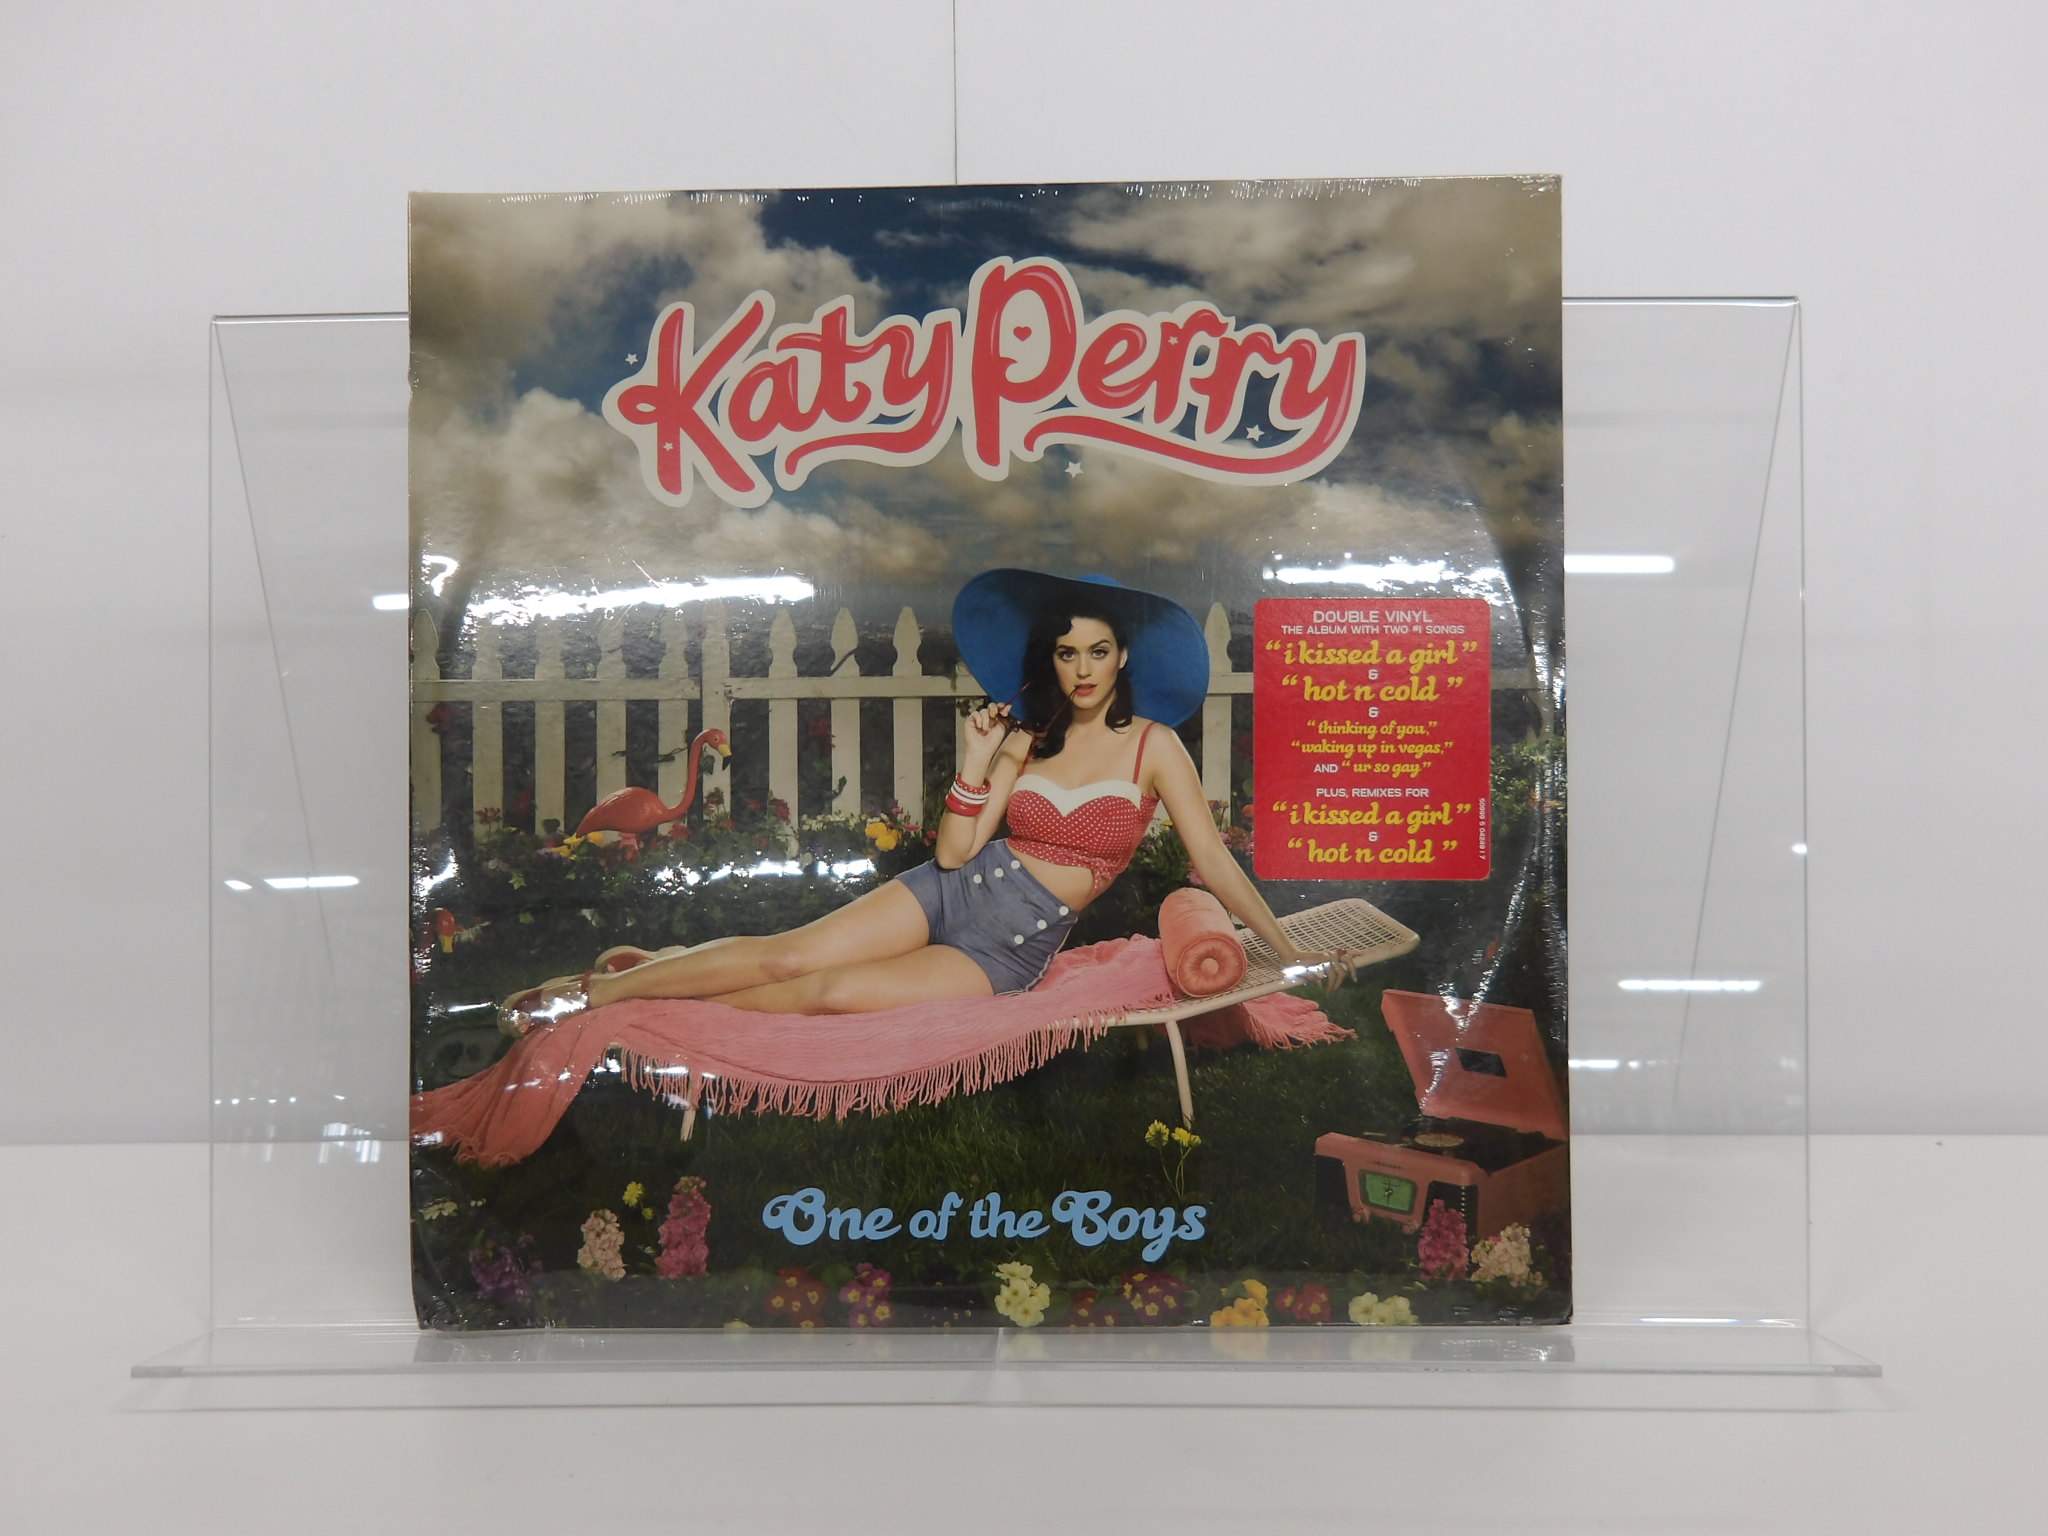 Katy Perry
DOUBLE VINYL
THE ALBUM WITH TWO #1 SONGS
“i kissed a girl”
&
“hot n cold”
&
“thinking of you,”
“waking up in vegas,”
AND “ur so gay”
PLUS, REMIXES FOR
“i kissed a girl”
&
“hot n cold”
One of the Boys